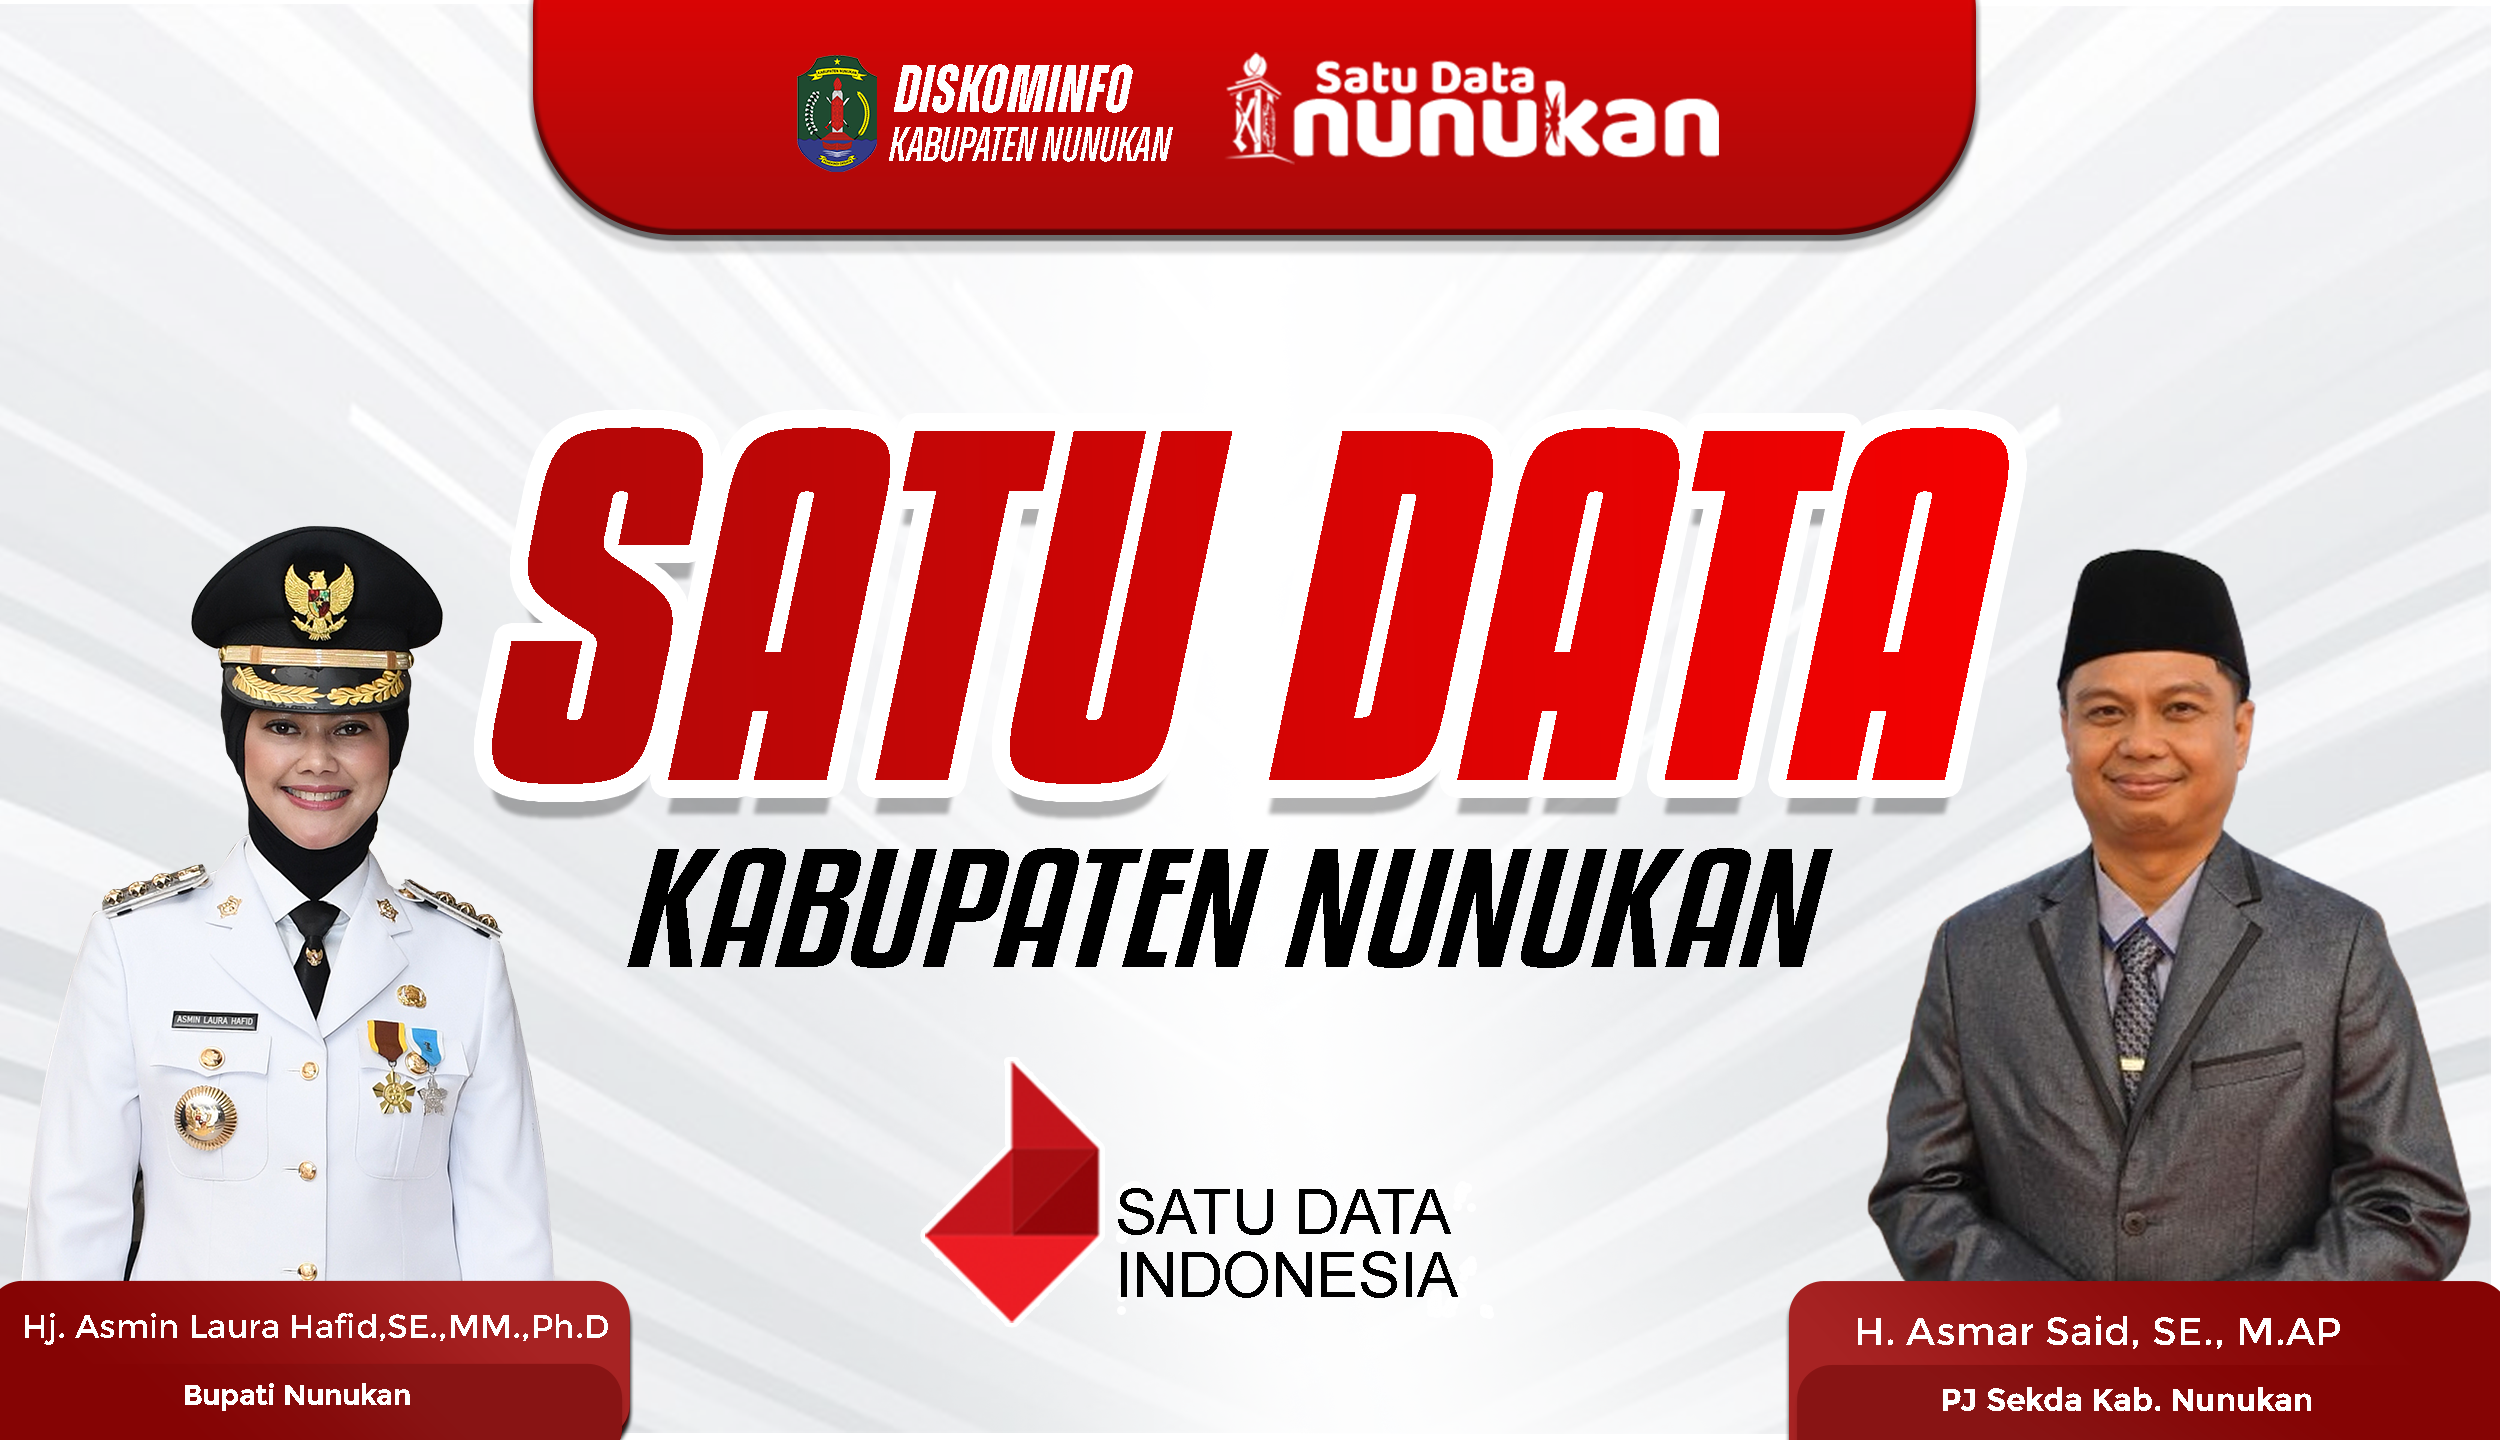 DISKOMINFO
KABUPATEN NUNUKAN
Satu Data
nunukan
SATU DATA
KABUPATEN NUNUKAN
ASMIN LAURA HAFID
SATU DATA
INDONESIA
Hj. Asmin Laura Hafid,SE.,MM.,Ph.D
Bupati Nunukan
H. Asmar Said, SE., M.AP
PJ Sekda Kab. Nunukan